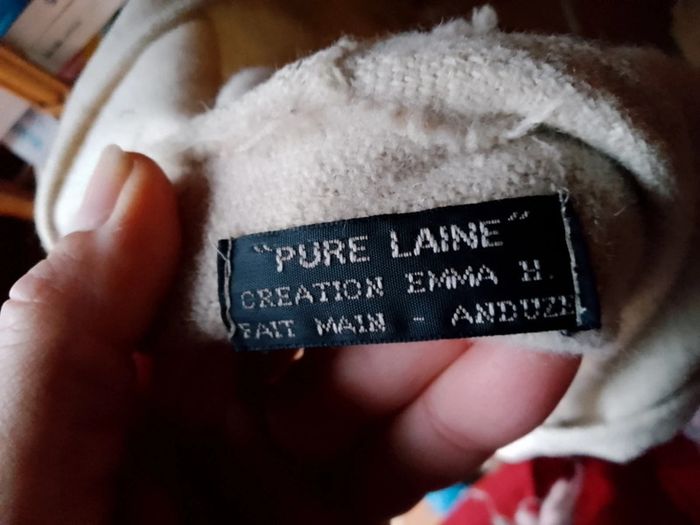 "PURE LAINE"
CREATION EMMA H.
FAIT MAIN - ANDUZE